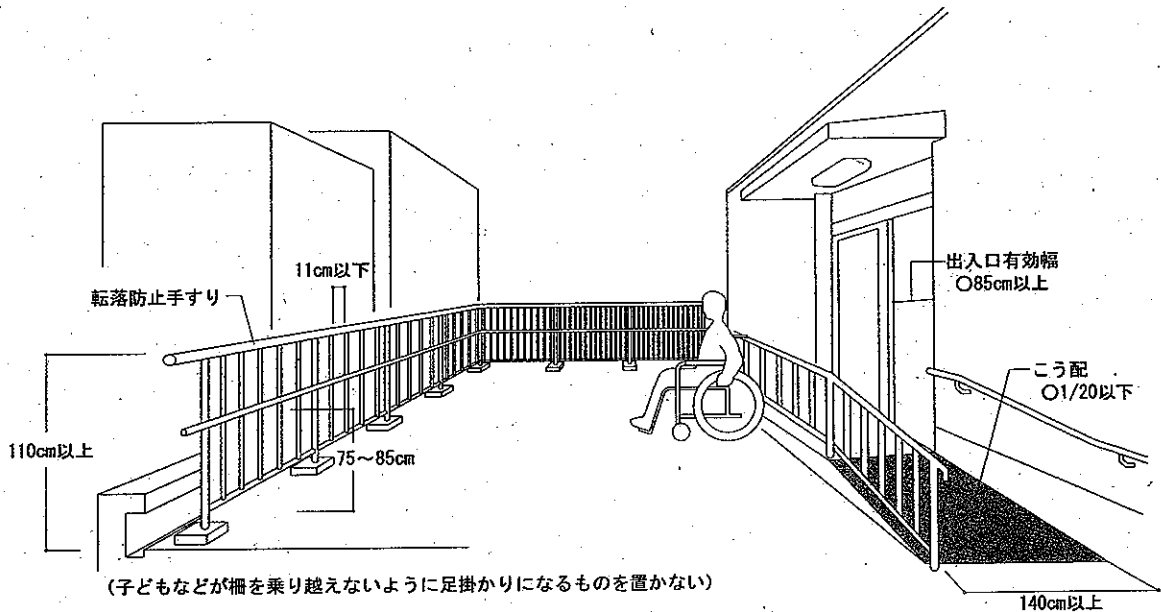 11cm以下
転落防止手すり
出入口有効幅
○85cm以上
こう配
○1/20以下
110cm以上
75～85cm
(子どもなどが柵を乗り越えないように足掛かりになるものを置かない)
140cm以上